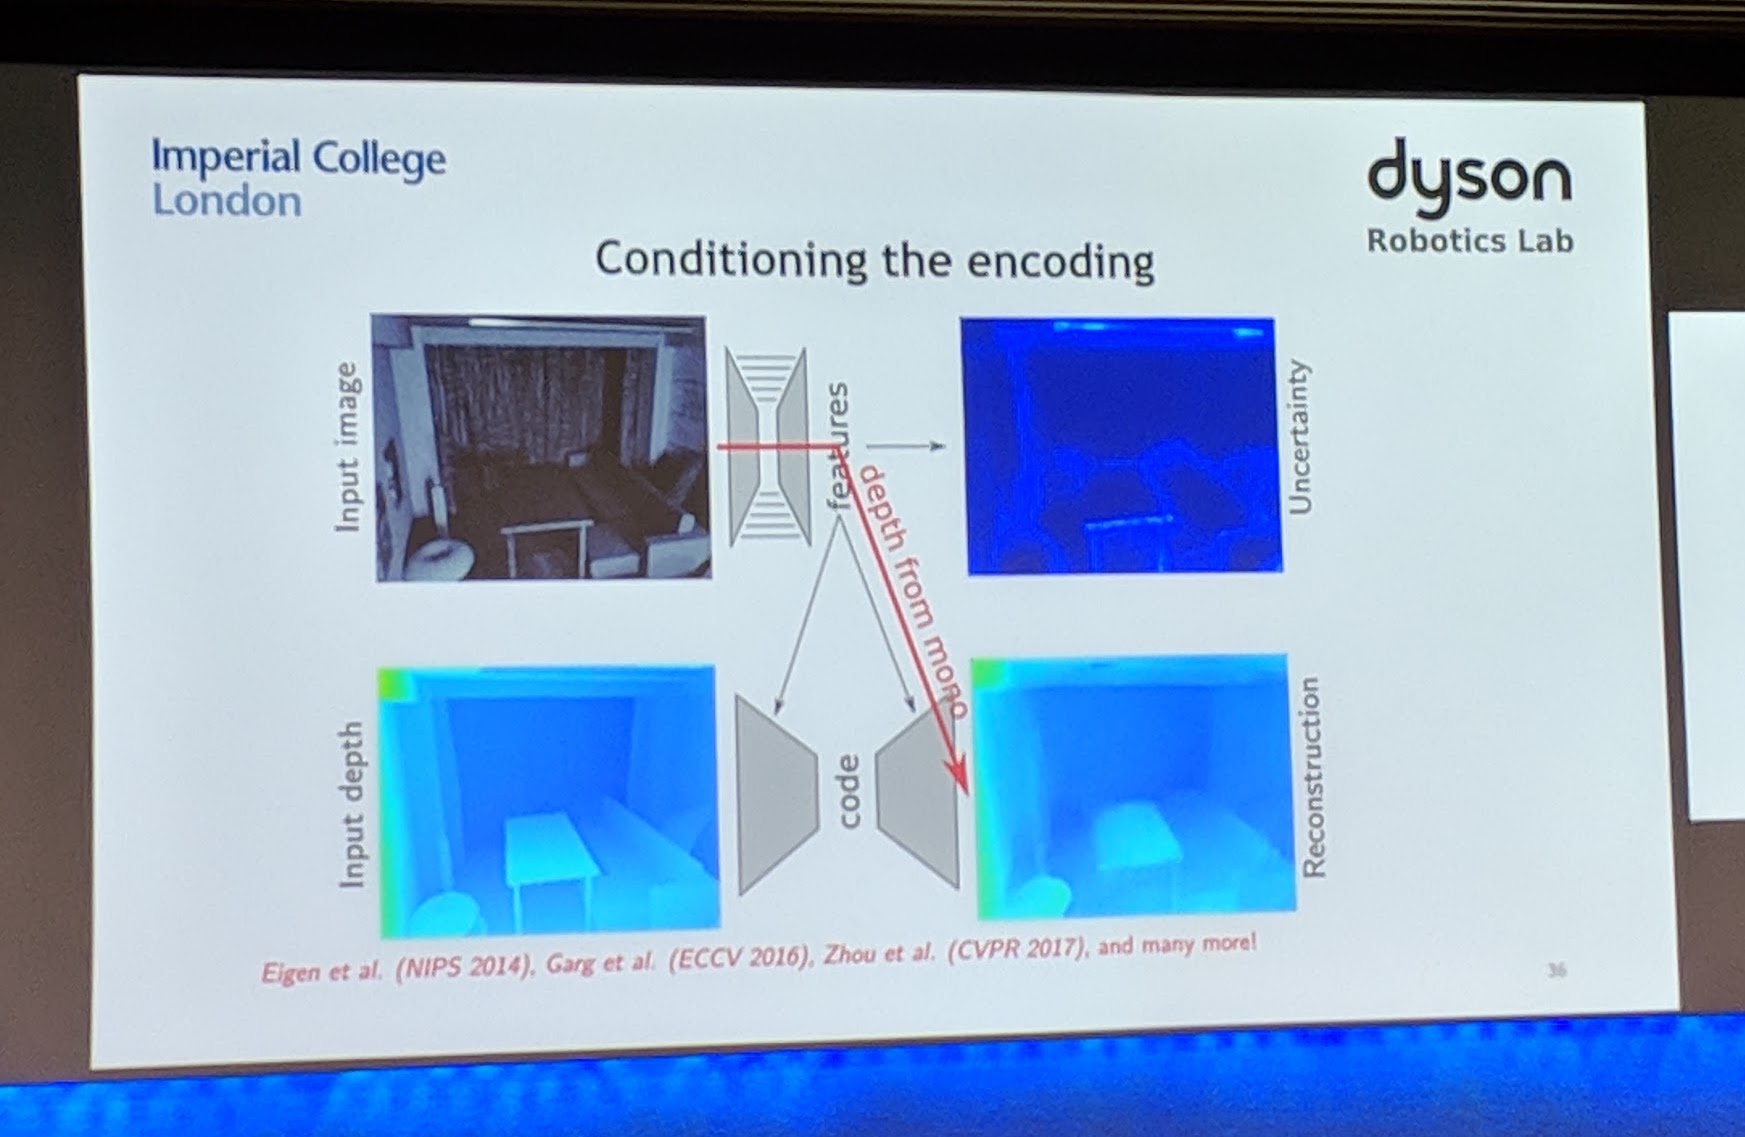 Imperial College
London
dyson
Robotics Lab
Conditioning the encoding
Input image
features
depth from mono
Uncertainty
Input depth
code
Reconstruction
Eigen et al. (NIPS 2014), Garg et al. (ECCV 2016), Zhou et al. (CVPR 2017), and many more!
36